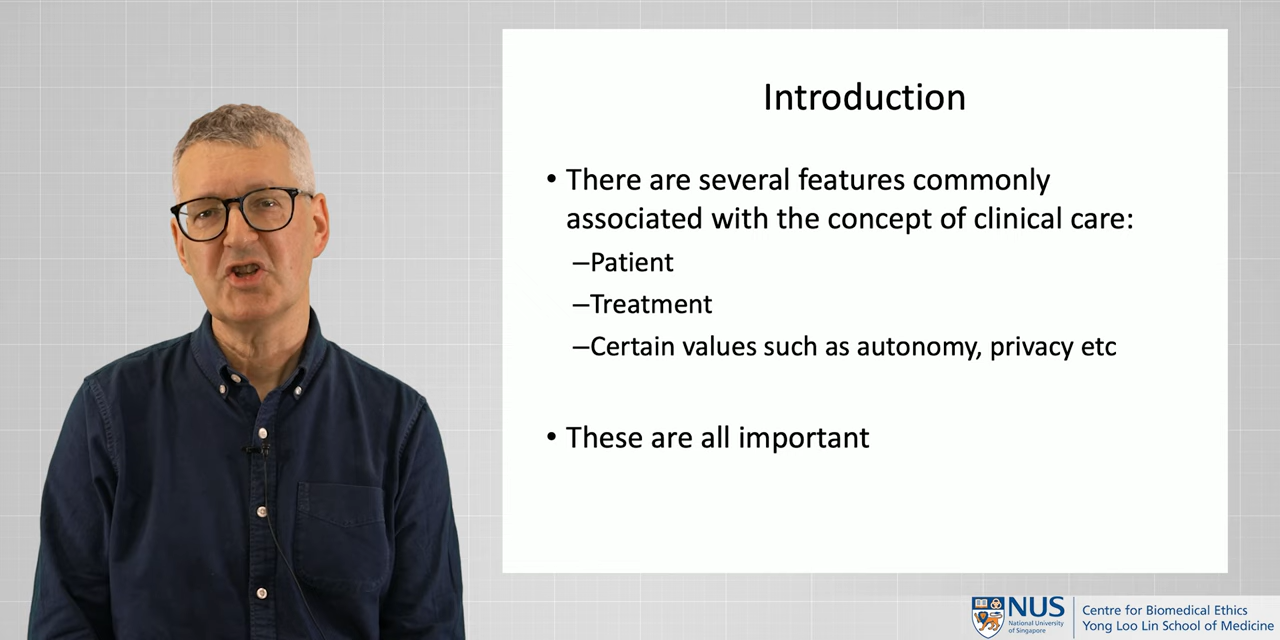 Introduction
• There are several features commonly
associated with the concept of clinical care:
–Patient
–Treatment
–Certain values such as autonomy, privacy etc
• These are all important
NUS
National University
of Singapore
Centre for Biomedical Ethics
Yong Loo Lin School of Medicine